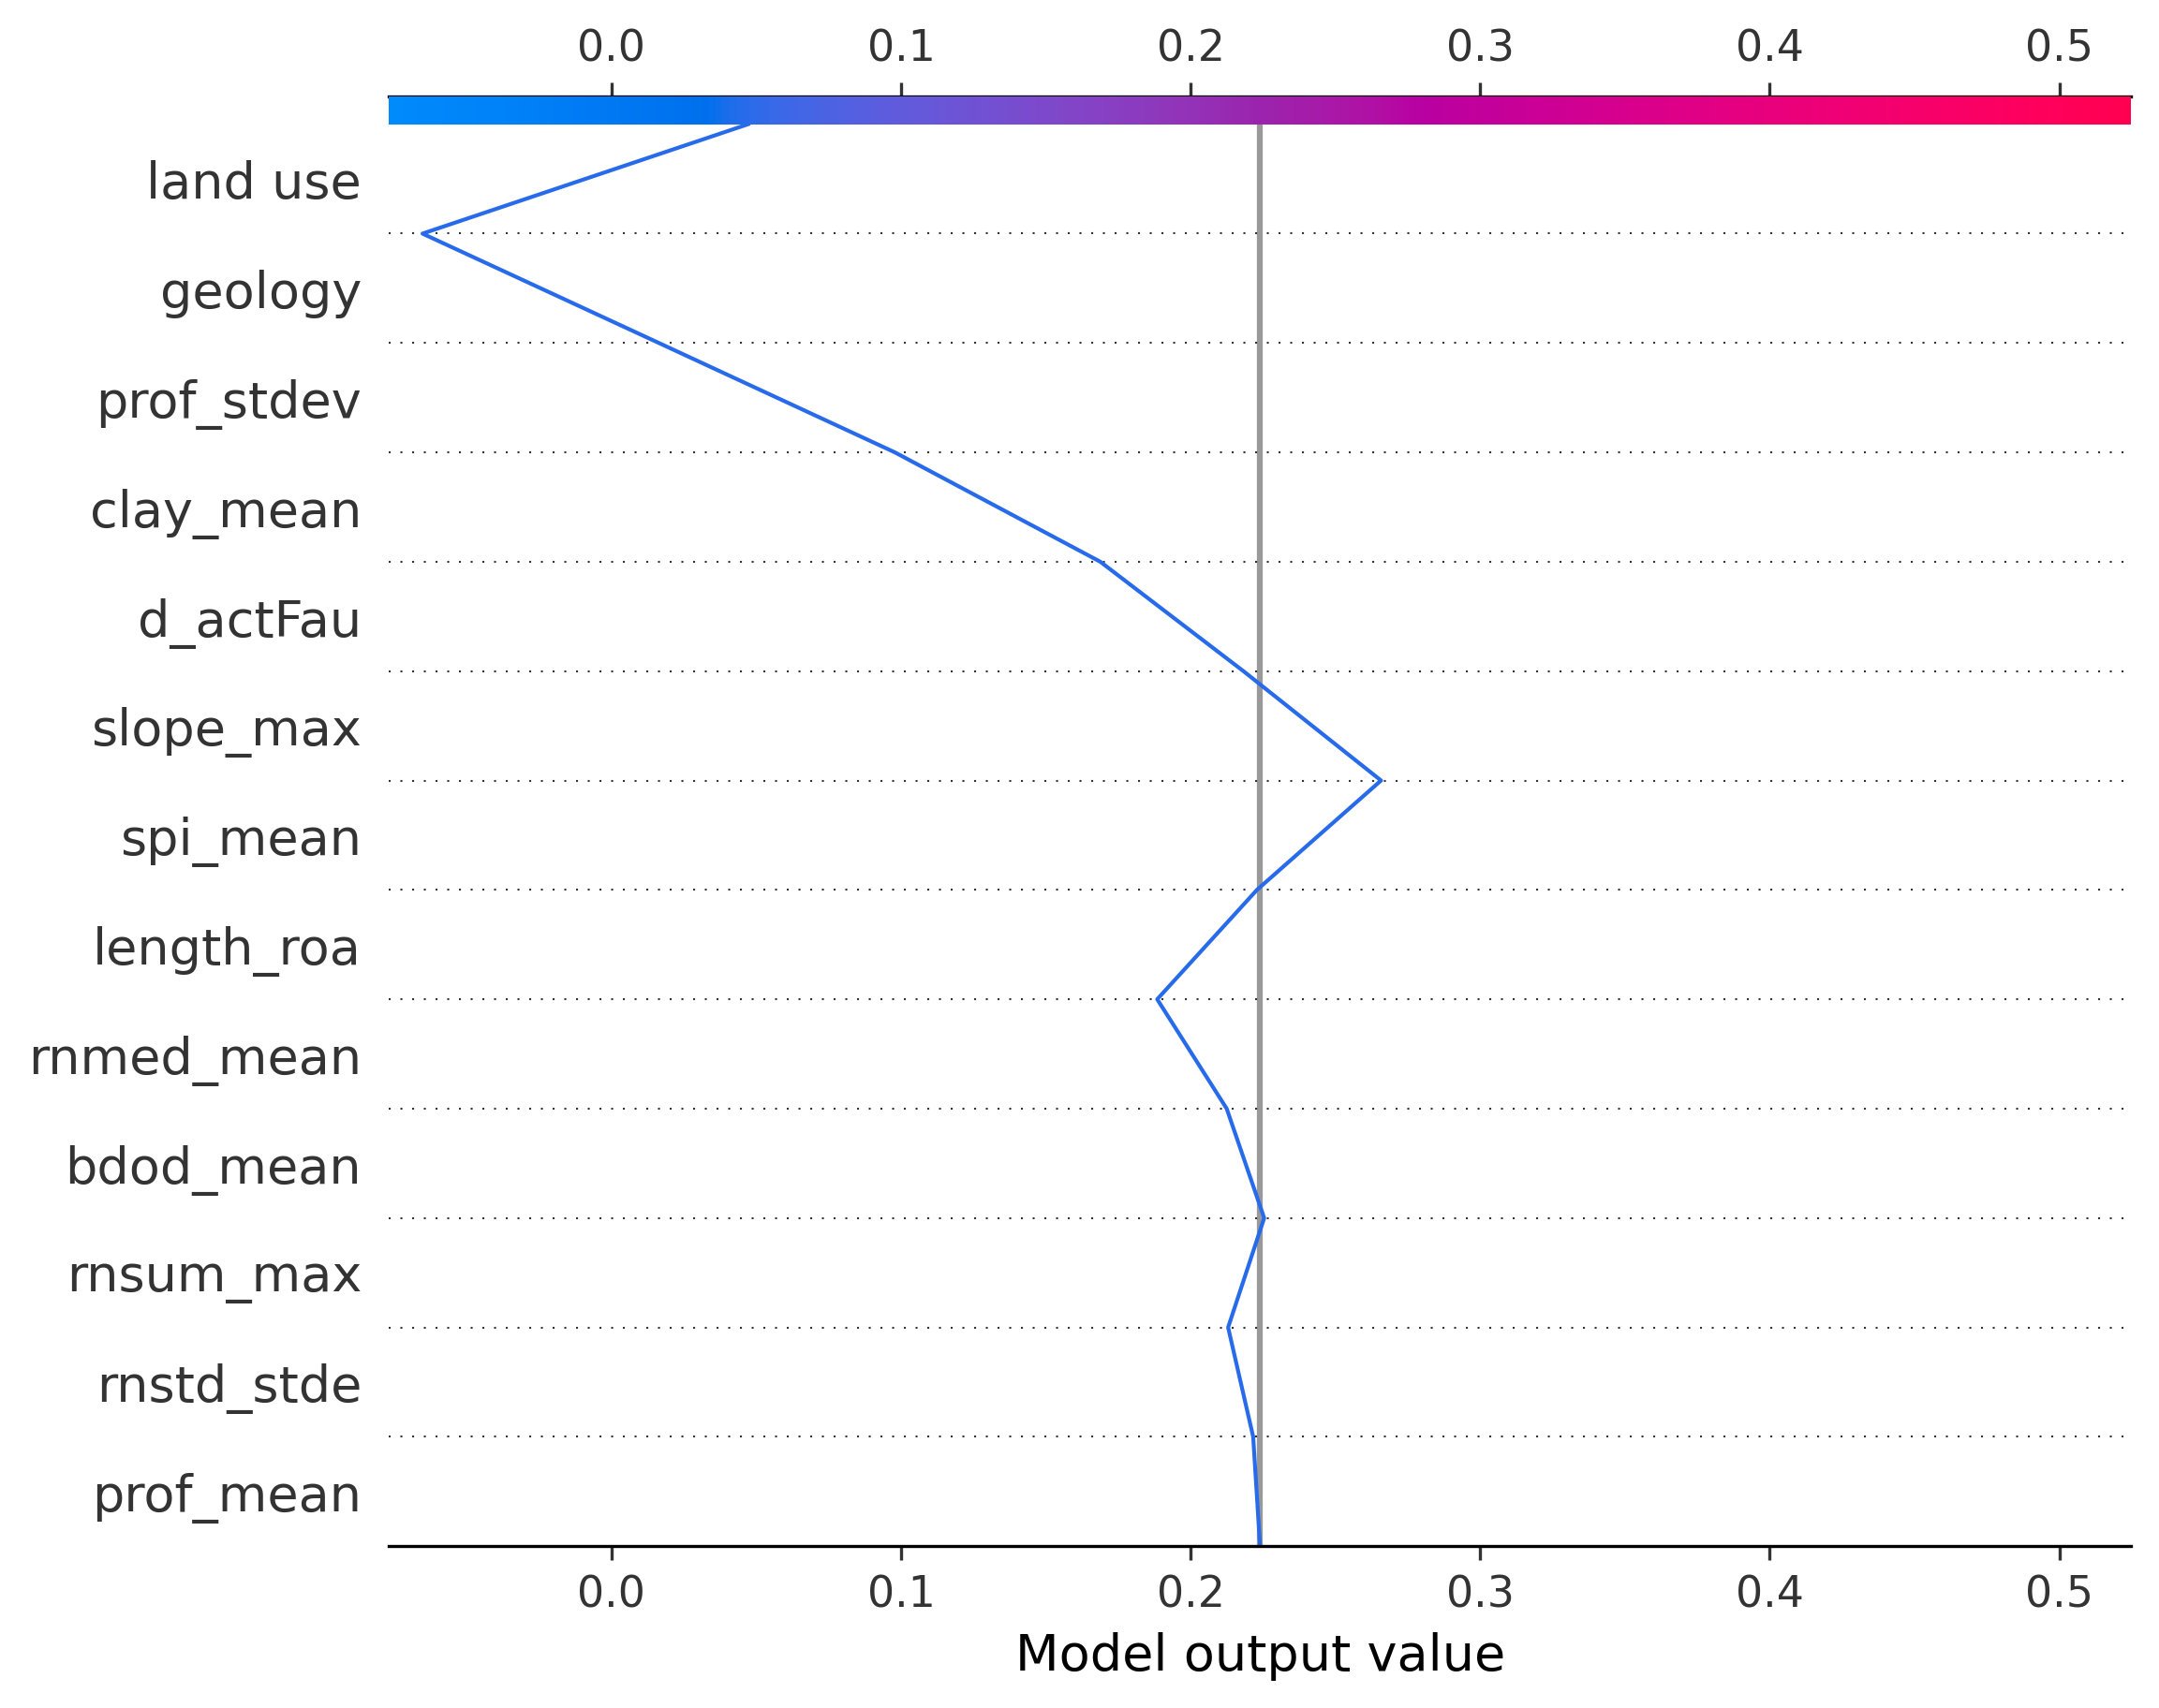 0.0 0.1 0.2 0.3 0.4 0.5
land use
geology
prof_stdev
clay_mean
d_actFau
slope_max
spi_mean
length_roa
rnmed_mean
bdod_mean
rnsum_max
rnstd_stde
prof_mean
0.0 0.1 0.2 0.3 0.4 0.5
Model output value